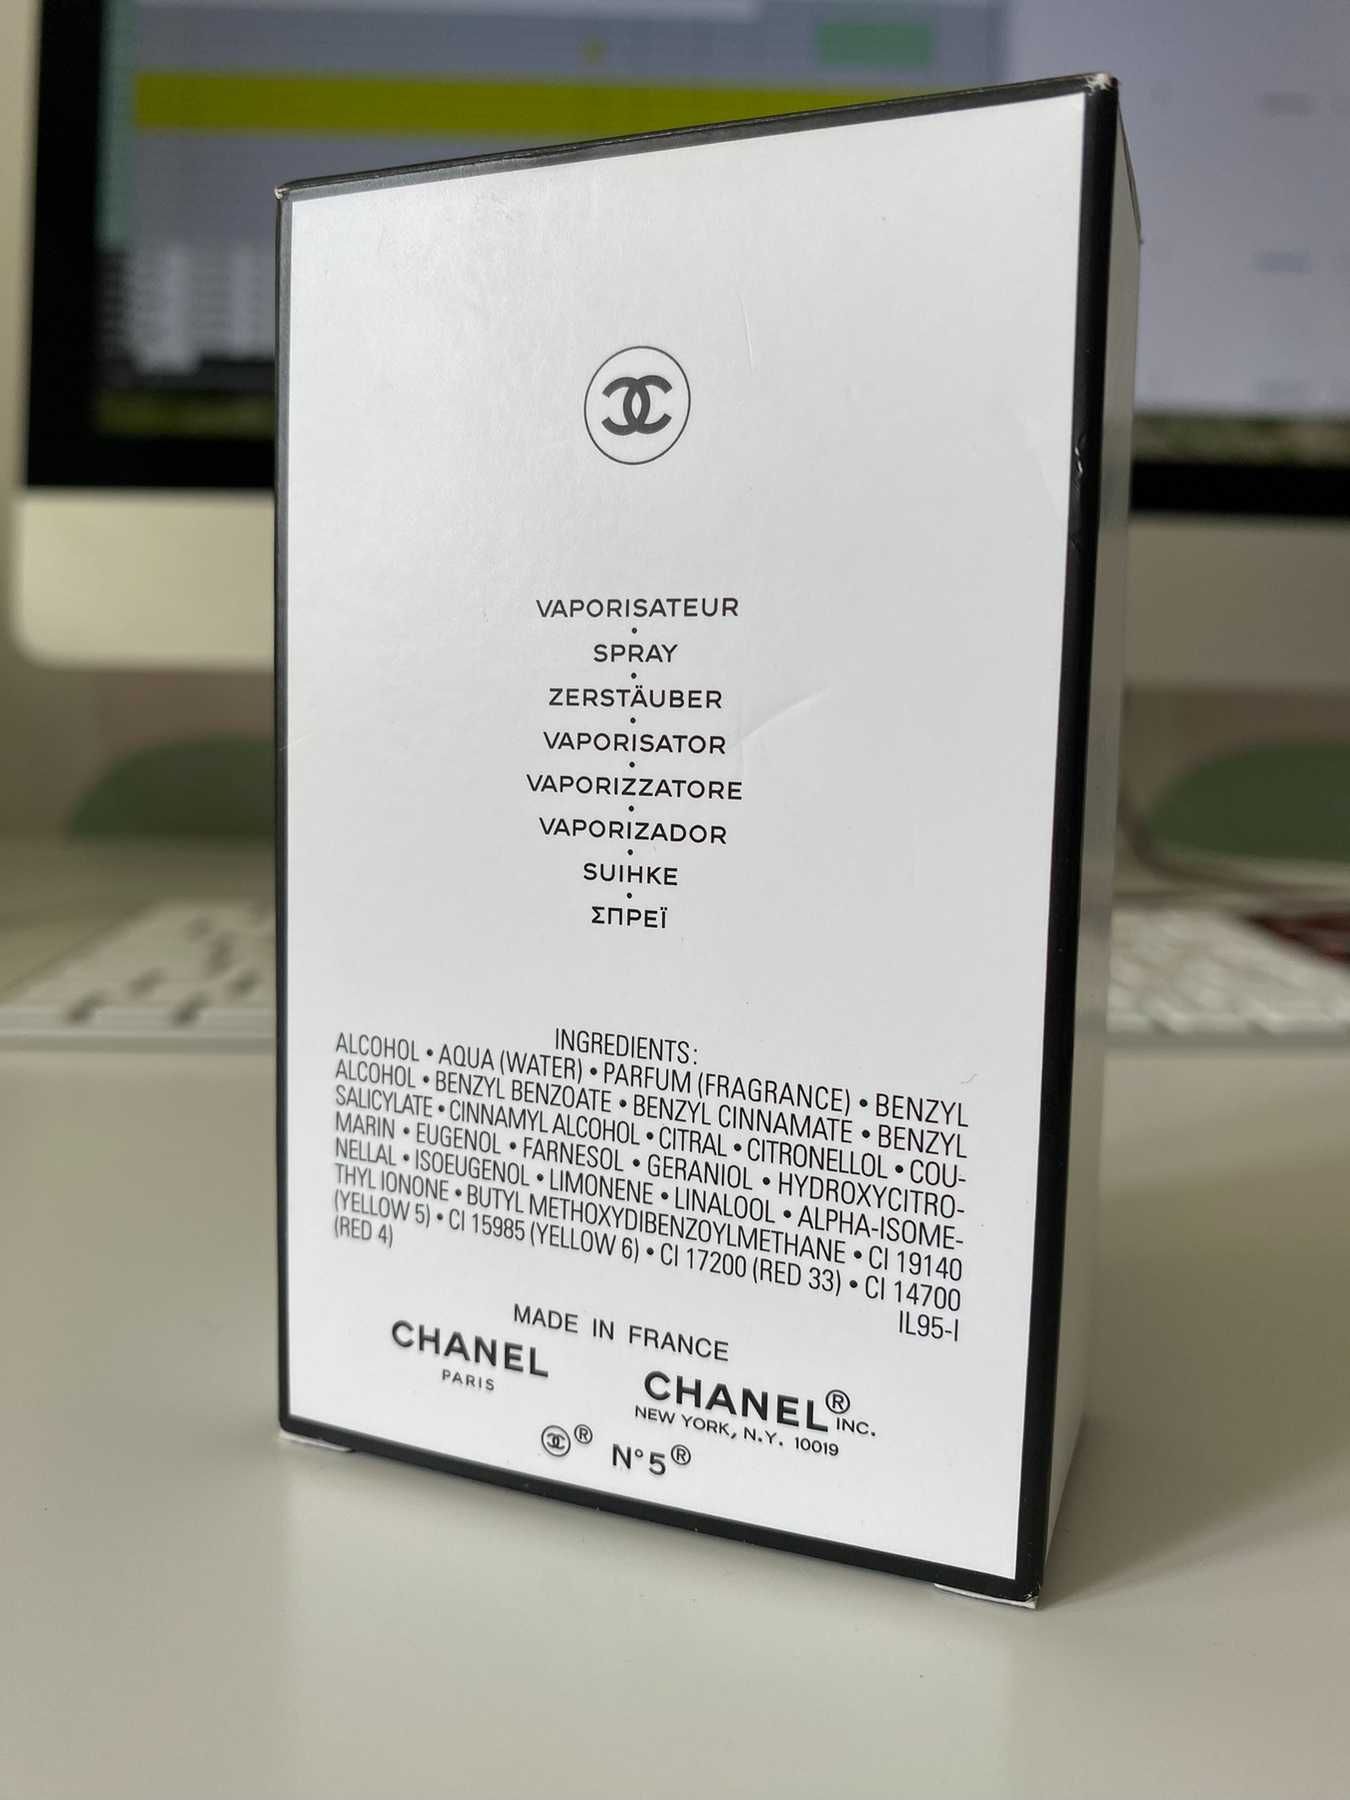 VAPORISATEUR
•
SPRAY
•
ZERSTÄUBER
•
VAPORISATOR
•
VAPORIZZATORE
•
VAPORIZADOR
•
SUIHKE
•
ΣΠΡΕΪ
INGREDIENTS:
ALCOHOL • AQUA (WATER) • PARFUM (FRAGRANCE) • BENZYL
ALCOHOL • BENZYL BENZOATE • BENZYL CINNAMATE • BENZYL
SALICYLATE • CINNAMYL ALCOHOL • CITRAL • CITRONELLOL • COU-
MARIN • EUGENOL • FARNESOL • GERANIOL • HYDROXYCITRO-
NELLAL • ISOEUGENOL • LIMONENE • LINALOOL • ALPHA-ISOME-
THYL IONONE • BUTYL METHOXYDIBENZOYLMETHANE • CI 19140
(YELLOW 5) • CI 15985 (YELLOW 6) • CI 17200 (RED 33) • CI 14700
(RED 4)
IL95-I
MADE IN FRANCE
CHANEL
PARIS
CHANEL® INC.
NEW YORK, N.Y. 10019
® N°5®